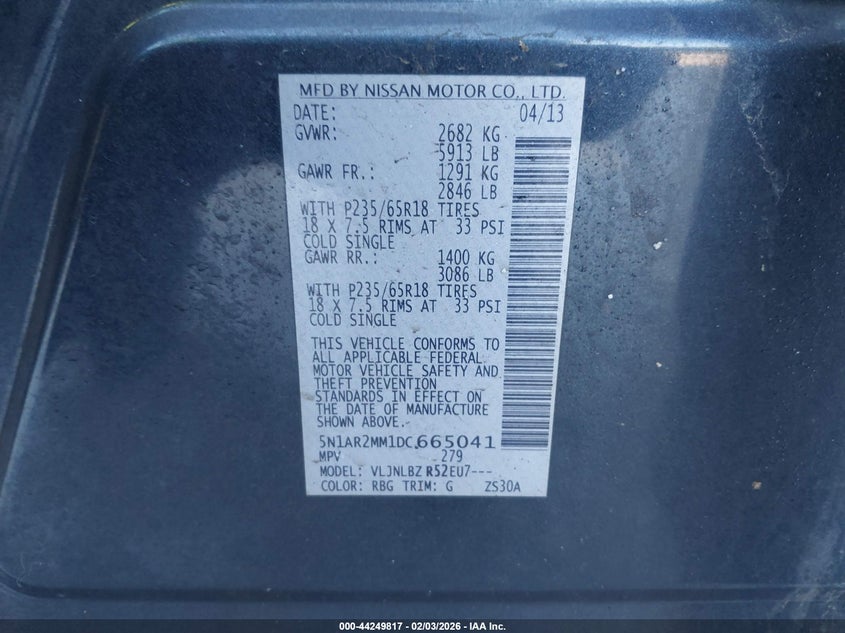 MFD BY NISSAN MOTOR CO., LTD.
DATE: 04/13
GVWR: 2682 KG
5913 LB
GAWR FR.: 1291 KG
2846 LB
WITH P235/65R18 TIRES
18 X 7.5 RIMS AT 33 PSI
COLD SINGLE
GAWR RR.: 1400 KG
3086 LB
WITH P235/65R18 TIRES
18 X 7.5 RIMS AT 33 PSI
COLD SINGLE
THIS VEHICLE CONFORMS TO
ALL APPLICABLE FEDERAL
MOTOR VEHICLE SAFETY AND
THEFT PREVENTION
STANDARDS IN EFFECT ON
THE DATE OF MANUFACTURE
SHOWN ABOVE.
5N1AR2MM1DC665041
MPV 279
MODEL: VLJNLBZ R52EU7---
COLOR: RBG TRIM: G ZS30A
000-44249817 - 02/03/2026 - IAA Inc.